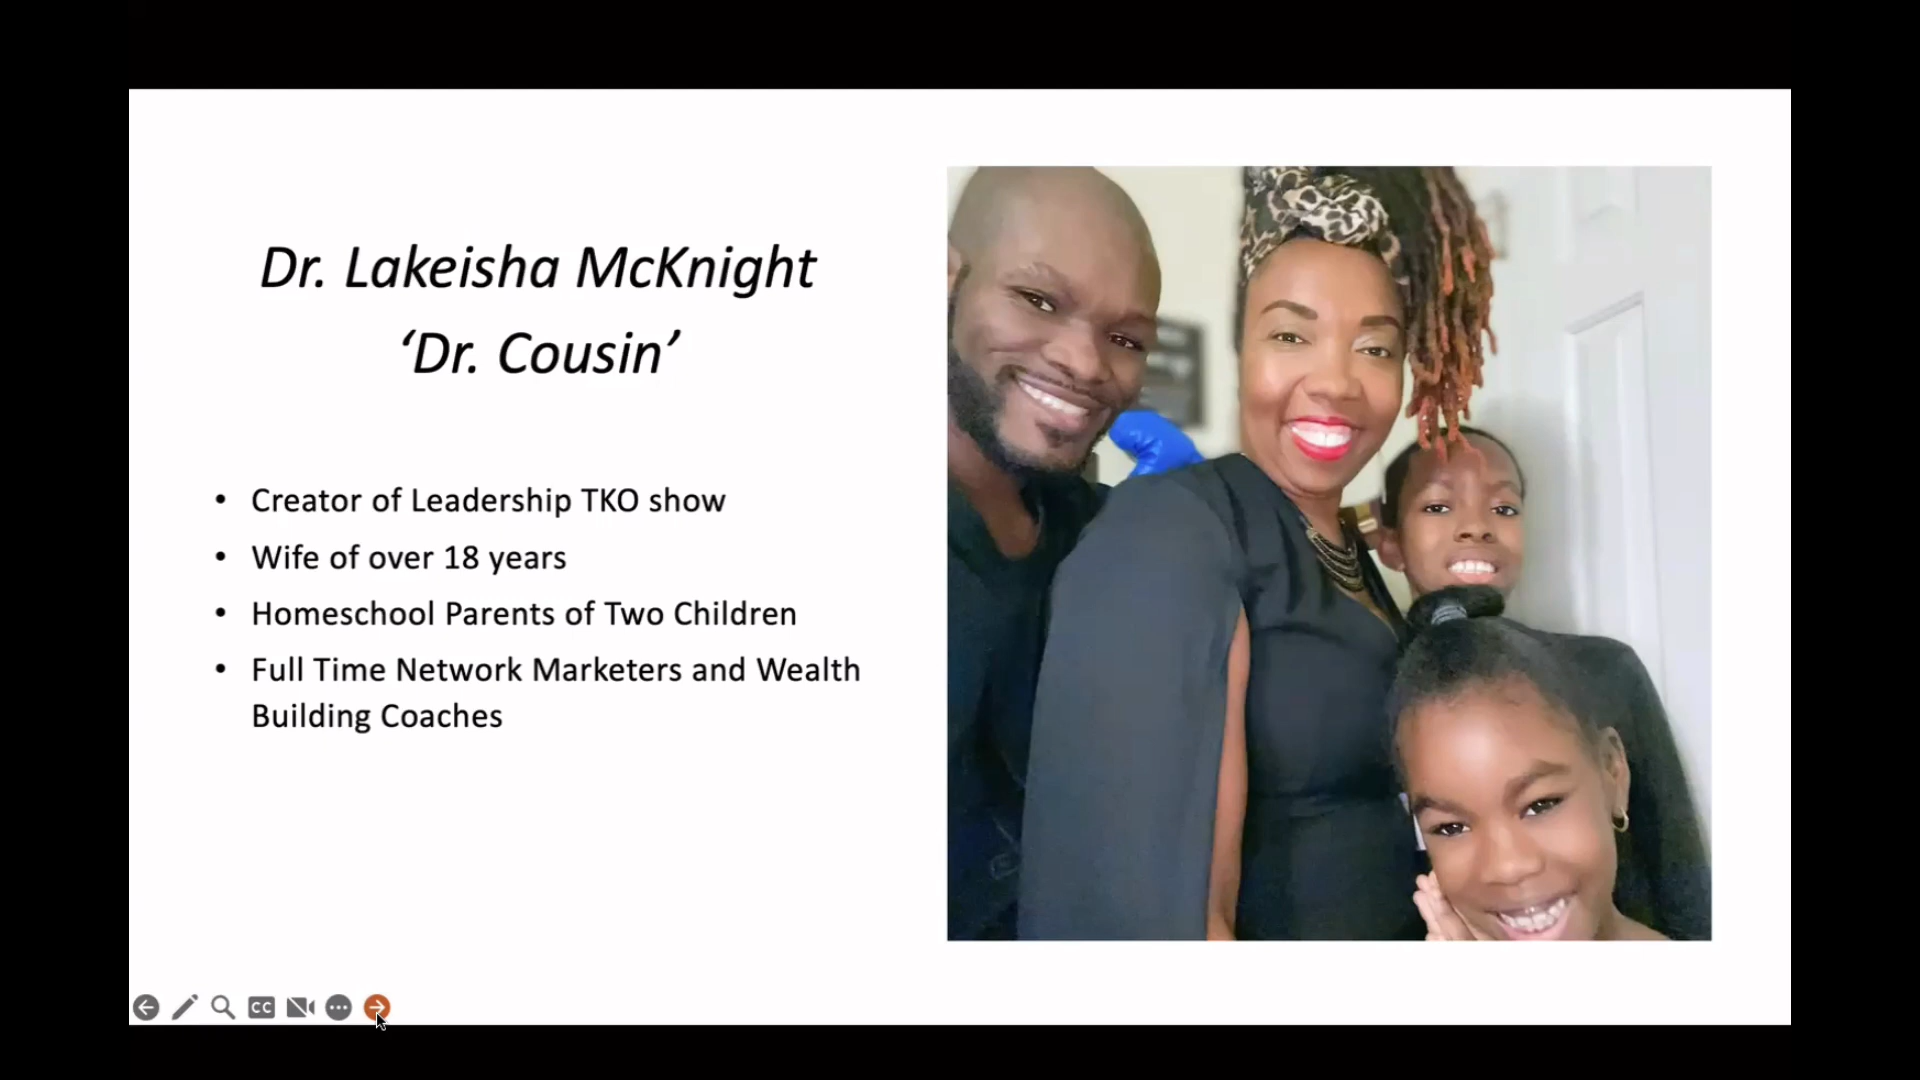 Dr. Lakeisha McKnight
‘Dr. Cousin’
• Creator of Leadership TKO show
• Wife of over 18 years
• Homeschool Parents of Two Children
• Full Time Network Marketers and Wealth
Building Coaches
CC